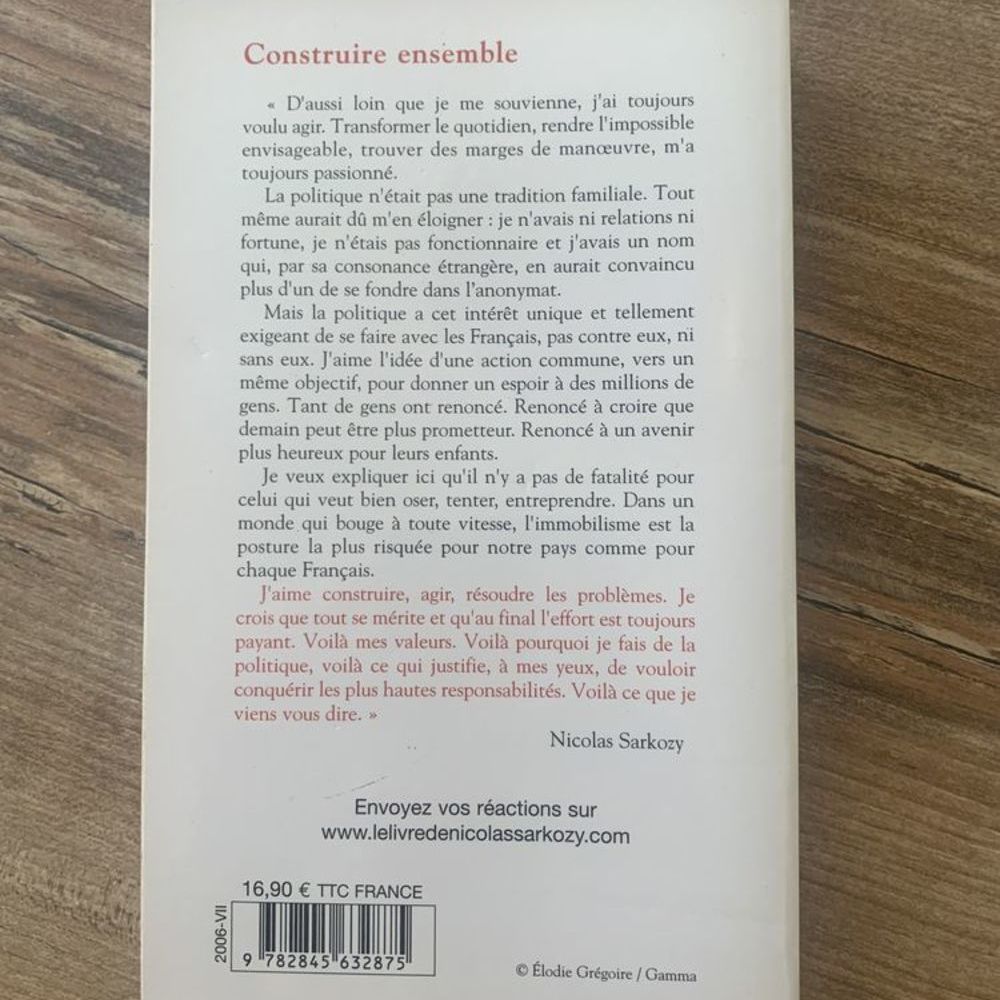 Construire ensemble
« D'aussi loin que je me souvienne, j'ai toujours
voulu agir. Transformer le quotidien, rendre l'impossible
envisageable, trouver des marges de manœuvre, m'a
toujours passionné.
La politique n'était pas une tradition familiale. Tout
même aurait dû m'en éloigner : je n'avais ni relations ni
fortune, je n'étais pas fonctionnaire et j'avais un nom
qui, par sa consonance étrangère, en aurait convaincu
plus d'un de se fondre dans l'anonymat.
Mais la politique a cet intérêt unique et tellement
exigeant de se faire avec les Français, pas contre eux, ni
sans eux. J'aime l'idée d'une action commune, vers un
même objectif, pour donner un espoir à des millions de
gens. Tant de gens ont renoncé. Renoncé à croire que
demain peut être plus prometteur. Renoncé à un avenir
plus heureux pour leurs enfants.
Je veux expliquer ici qu'il n'y a pas de fatalité pour
celui qui veut bien oser, tenter, entreprendre. Dans un
monde qui bouge à toute vitesse, l'immobilisme est la
posture la plus risquée pour notre pays comme pour
chaque Français.
J'aime construire, agir, résoudre les problèmes. Je
crois que tout se mérite et qu'au final l'effort est toujours
payant. Voilà mes valeurs. Voilà pourquoi je fais de la
politique, voilà ce qui justifie, à mes yeux, de vouloir
conquérir les plus hautes responsabilités. Voilà ce que je
viens vous dire. »
Nicolas Sarkozy
Envoyez vos réactions sur
www.lelivredenicolassarkozy.com
16,90 € TTC FRANCE
2006-VII
9 782845 632875
© Élodie Grégoire / Gamma